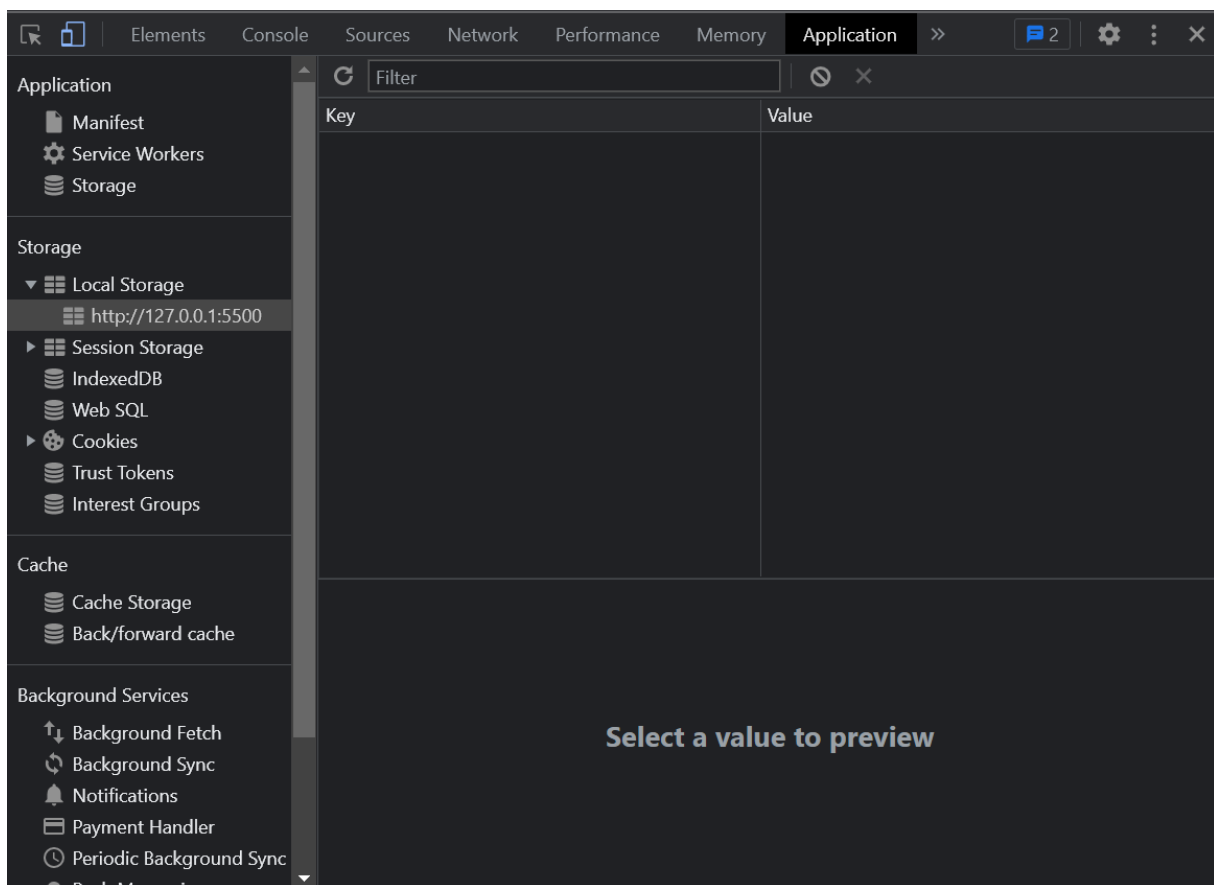 Elements Console Sources Network Performance Memory Application » 2
Application
Manifest
Service Workers
Storage
Storage
Local Storage
http://127.0.0.1:5500
Session Storage
IndexedDB
Web SQL
Cookies
Trust Tokens
Interest Groups
Cache
Cache Storage
Back/forward cache
Background Services
Background Fetch
Background Sync
Notifications
Payment Handler
Periodic Background Sync
Filter
Key Value
Select a value to preview